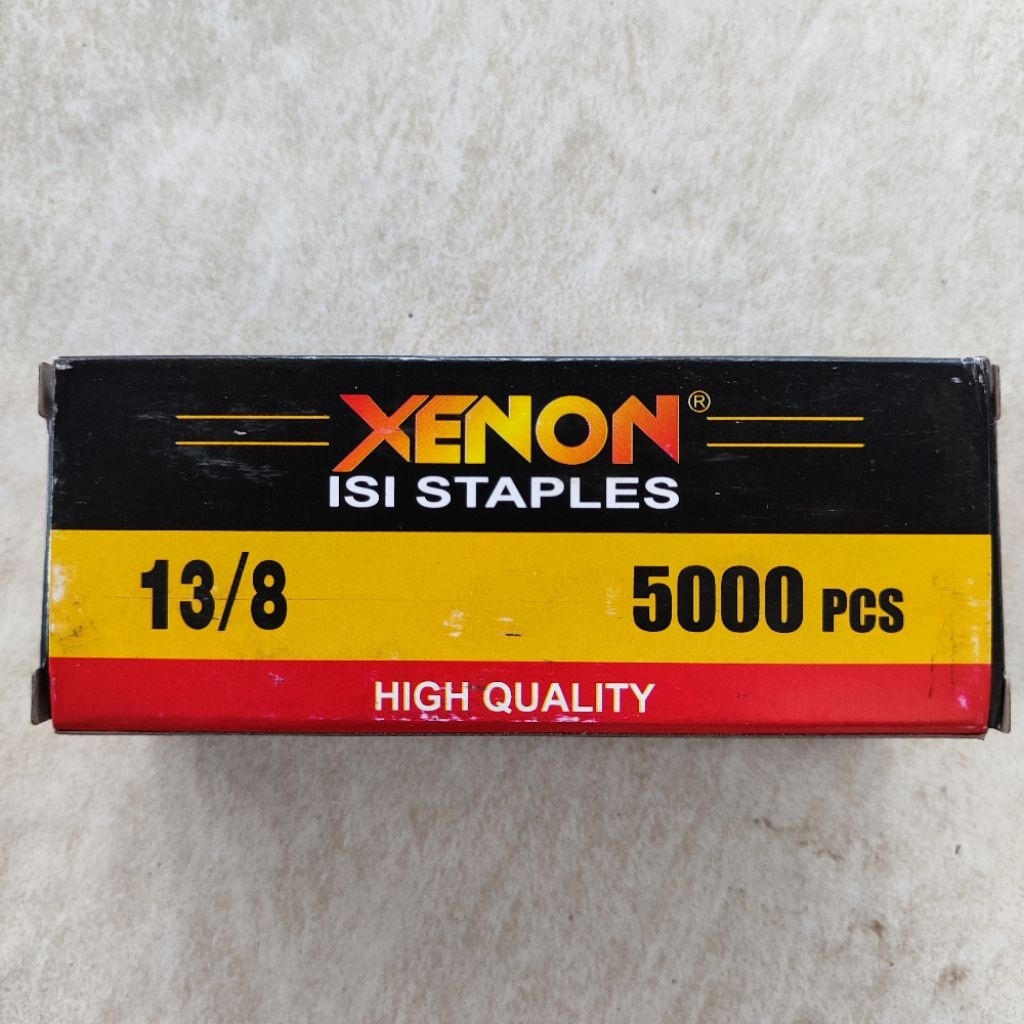 XENON®
ISI STAPLES
13/8
5000 PCS
HIGH QUALITY